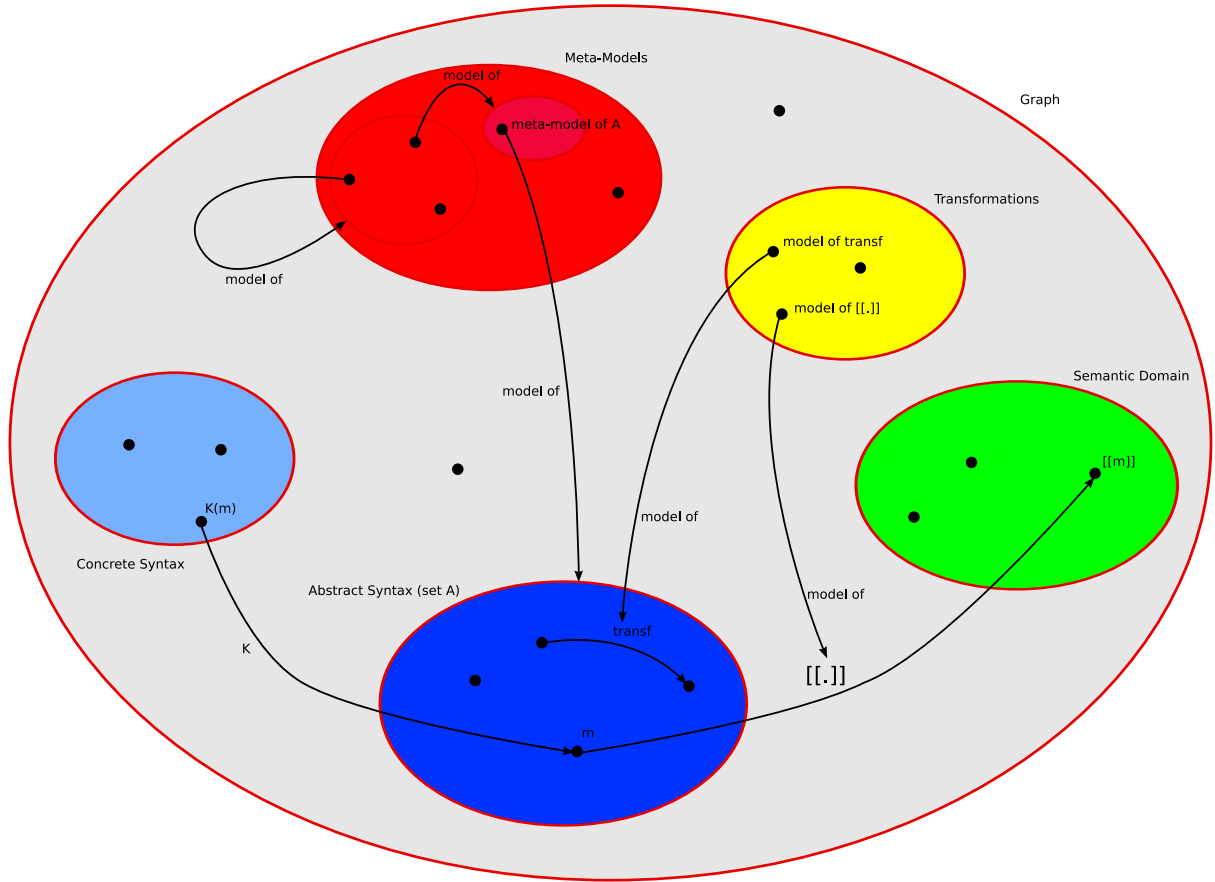 Meta-Models
model of
Graph
meta-model of A
Transformations
model of transf
model of
model of [[.]]
Semantic Domain
model of
[[m]]
K(m)
model of
Concrete Syntax
Abstract Syntax (set A)
model of
transf
K
[[.]]
m